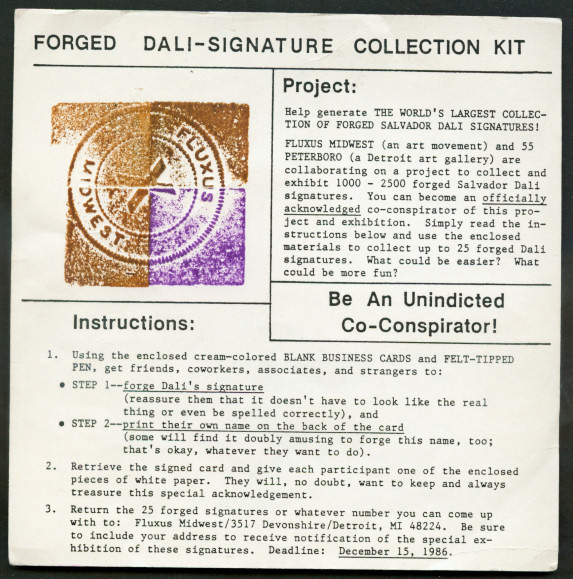 FORGED DALI-SIGNATURE COLLECTION KIT
FLUXUS
MIDWEST
Project:
Help generate THE WORLD'S LARGEST COLLEC-
TION OF FORGED SALVADOR DALI SIGNATURES!
FLUXUS MIDWEST (an art movement) and 55
PETERBORO (a Detroit art gallery) are
collaborating on a project to collect and
exhibit 1000 - 2500 forged Salvador Dali
signatures. You can become an officially
acknowledged co-conspirator of this pro-
ject and exhibition. Simply read the in-
structions below and use the enclosed
materials to collect up to 25 forged Dali
signatures. What could be easier? What
could be more fun?
Be An Unindicted
Co-Conspirator!
Instructions:
1. Using the enclosed cream-colored BLANK BUSINESS CARDS and FELT-TIPPED
PEN, get friends, coworkers, associates, and strangers to:
● STEP 1--forge Dali's signature
(reassure them that it doesn't have to look like the real
thing or even be spelled correctly), and
● STEP 2--print their own name on the back of the card
(some will find it doubly amusing to forge this name, too;
that's okay, whatever they want to do).
2. Retrieve the signed card and give each participant one of the enclosed
pieces of white paper. They will, no doubt, want to keep and always
treasure this special acknowledgement.
3. Return the 25 forged signatures or whatever number you can come up
with to: Fluxus Midwest/3517 Devonshire/Detroit, MI 48224. Be sure
to include your address to receive notification of the special ex-
hibition of these signatures. Deadline: December 15, 1986.